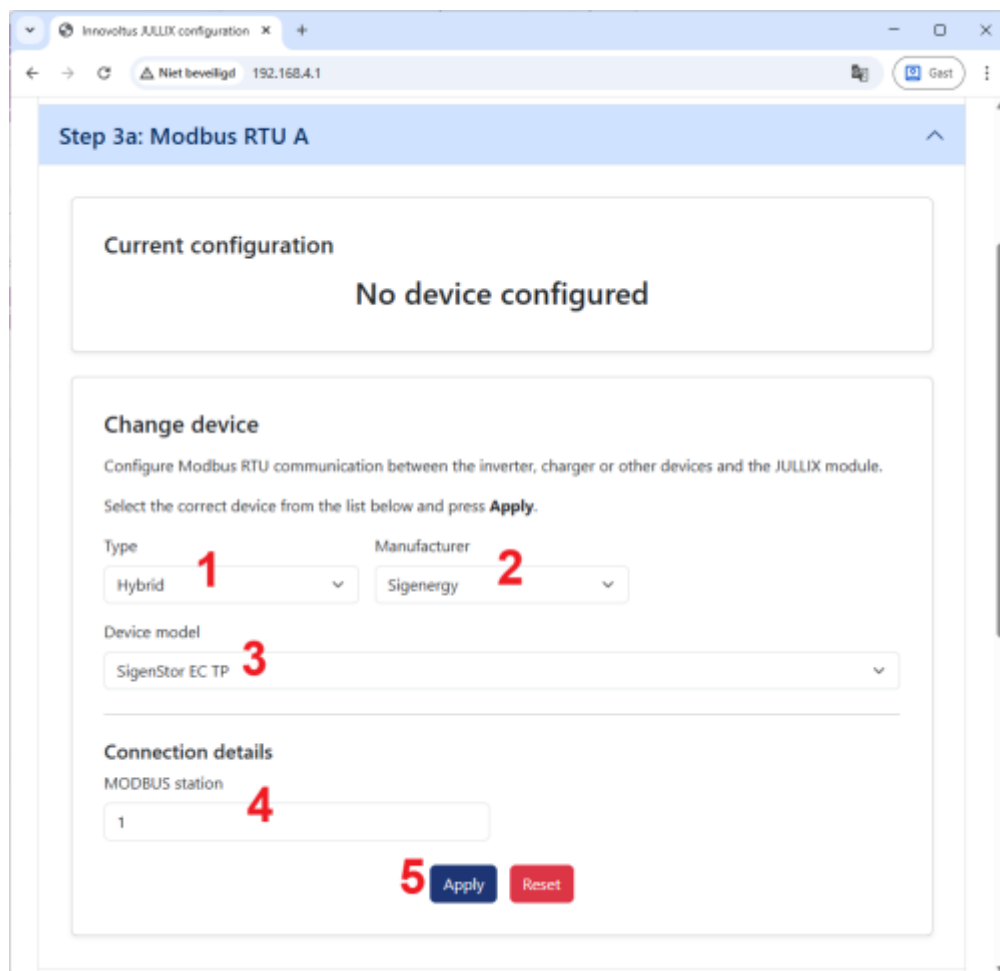 Innovoltus JULLIX configuration
Niet beveiligd 192.168.4.1
Gast
Step 3a: Modbus RTU A
Current configuration
No device configured
Change device
Configure Modbus RTU communication between the inverter, charger or other devices and the JULLIX module.
Select the correct device from the list below and press Apply.
Type Manufacturer
Hybrid 1 Sigenergy 2
Device model
SigenStor EC TP 3
Connection details
MODBUS station
1 4
5 Apply Reset